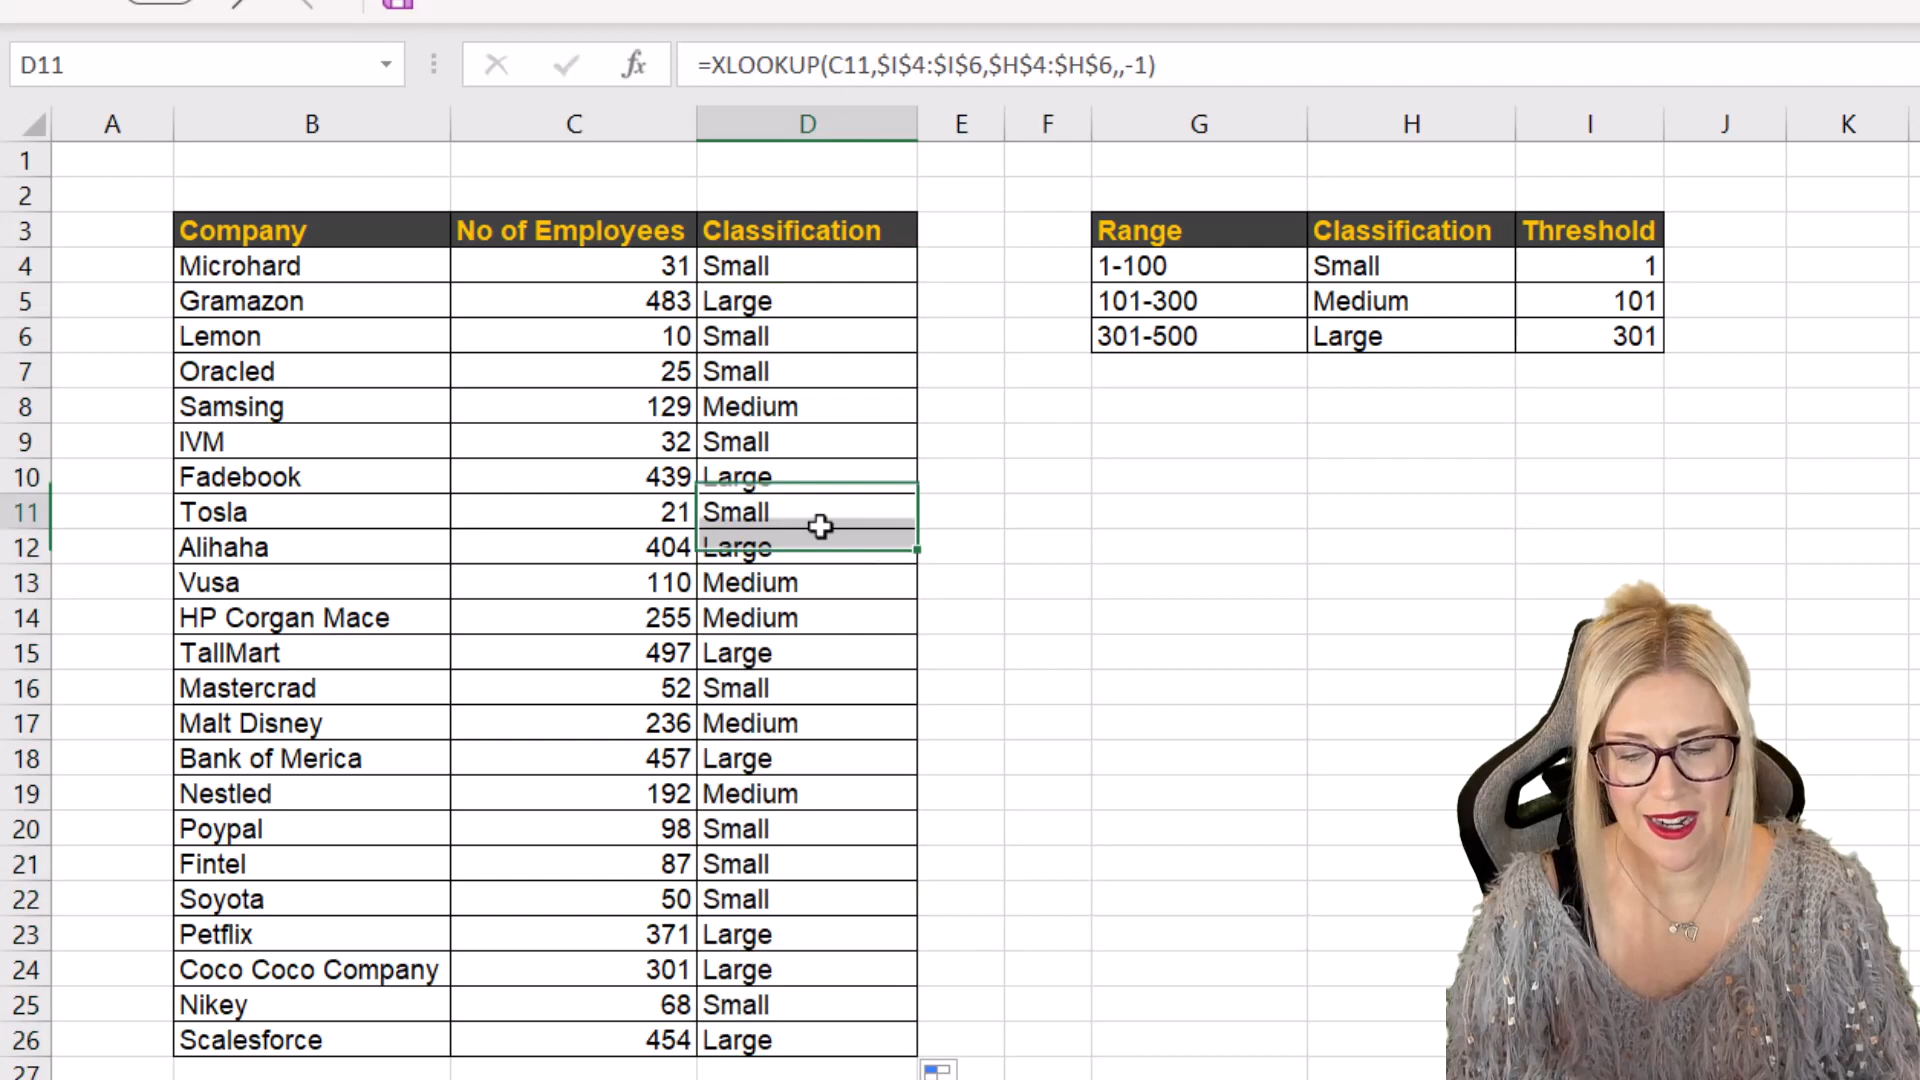 D11 fx =XLOOKUP(C11,$I$4:$I$6,$H$4:$H$6,,-1)
A B C D E F G H I J K
1
2
3 Company No of Employees Classification Range Classification Threshold
4 Microhard 31 Small 1-100 Small 1
5 Gramazon 483 Large 101-300 Medium 101
6 Lemon 10 Small 301-500 Large 301
7 Oracled 25 Small
8 Samsing 129 Medium
9 IVM 32 Small
10 Fadebook 439 Large
11 Tosla 21 Small
12 Alihaha 404 Large
13 Vusa 110 Medium
14 HP Corgan Mace 255 Medium
15 TallMart 497 Large
16 Mastercrad 52 Small
17 Malt Disney 236 Medium
18 Bank of Merica 457 Large
19 Nestled 192 Medium
20 Poypal 98 Small
21 Fintel 87 Small
22 Soyota 50 Small
23 Petflix 371 Large
24 Coco Coco Company 301 Large
25 Nikey 68 Small
26 Scalesforce 454 Large
27